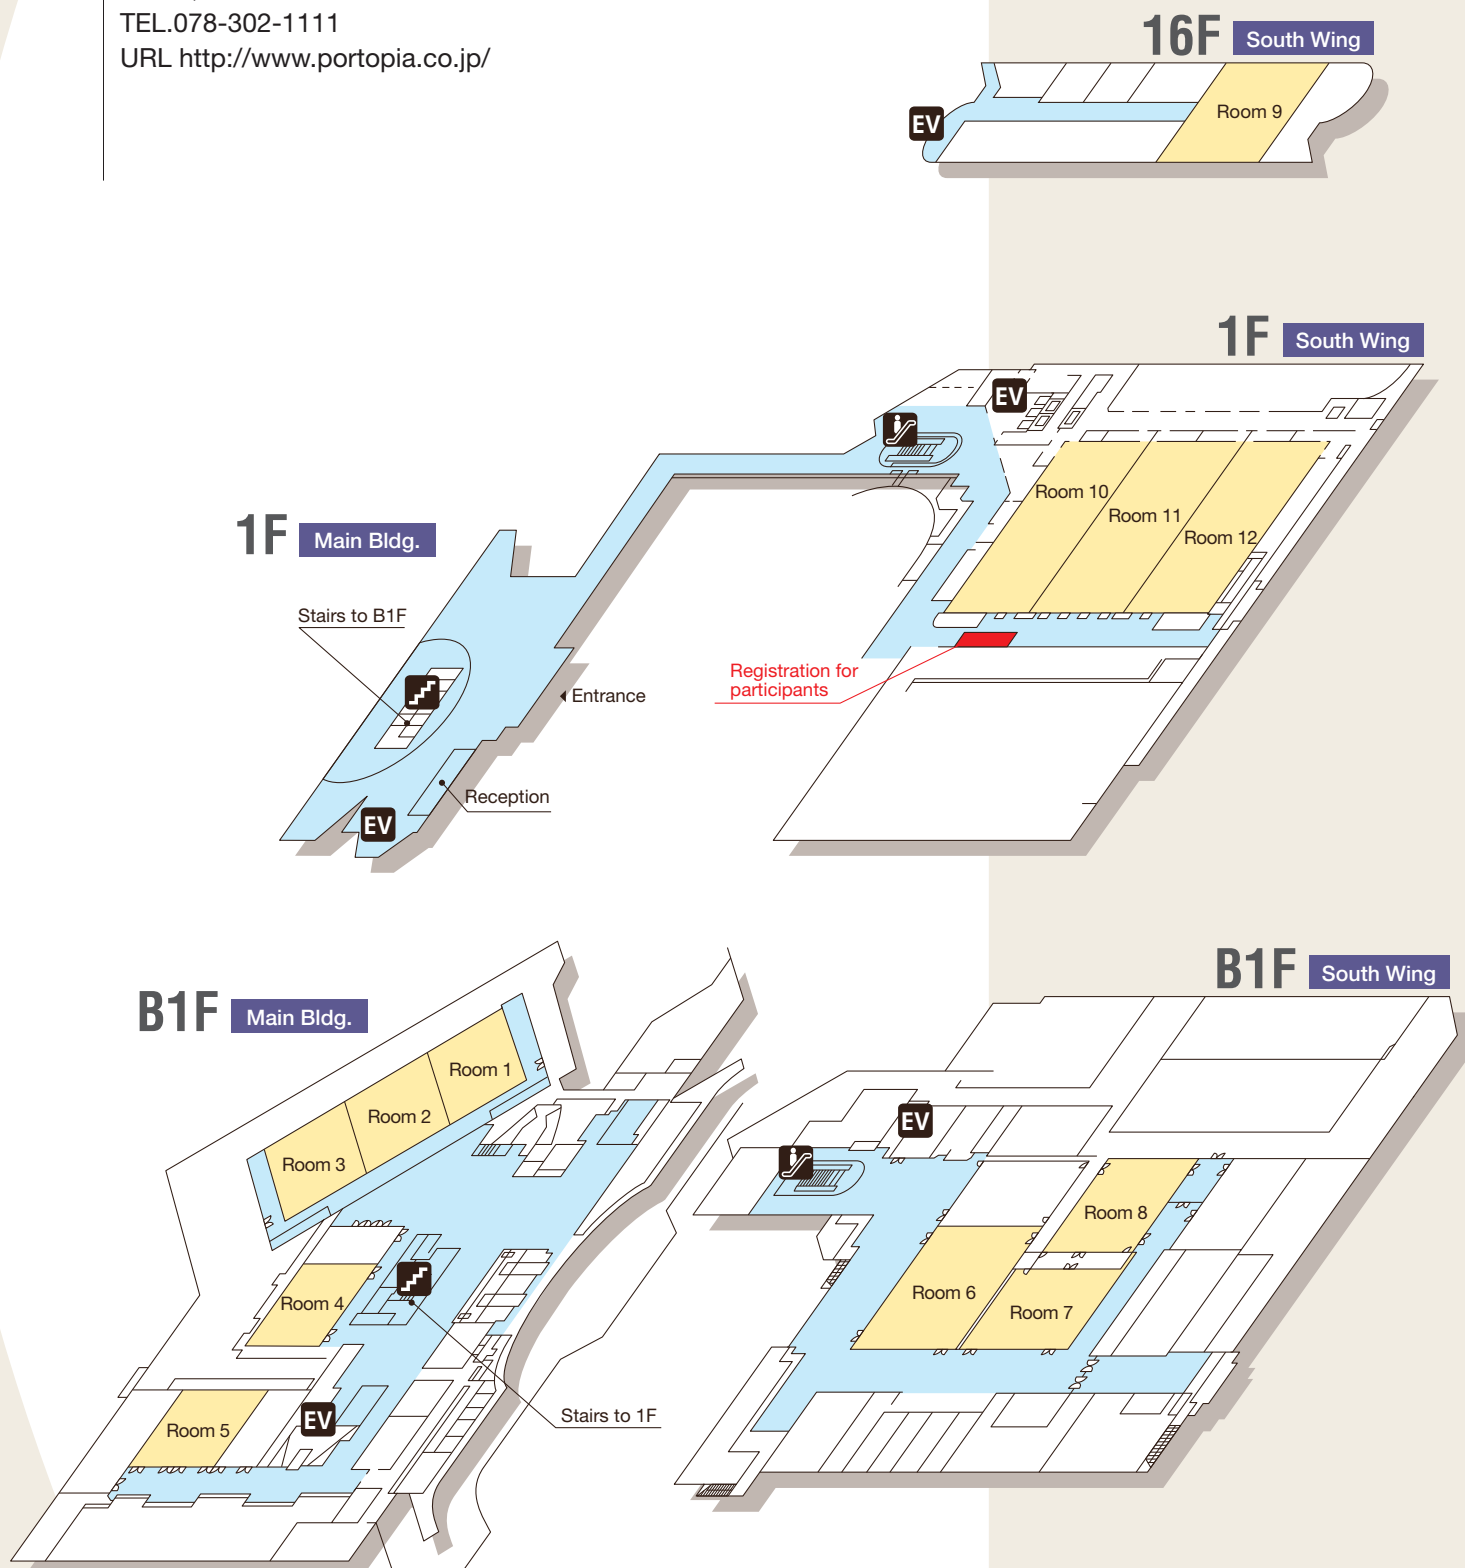 TEL.078-302-1111
URL http://www.portopia.co.jp/
16F South Wing
EV
Room 9
1F South Wing
EV
Room 10
Room 11
Room 12
1F Main Bldg.
Stairs to B1F
Registration for
participants
Entrance
Reception
EV
B1F South Wing
B1F Main Bldg.
Room 1
Room 2
Room 3
Room 4
Room 5
EV
Stairs to 1F
EV
Room 8
Room 6
Room 7